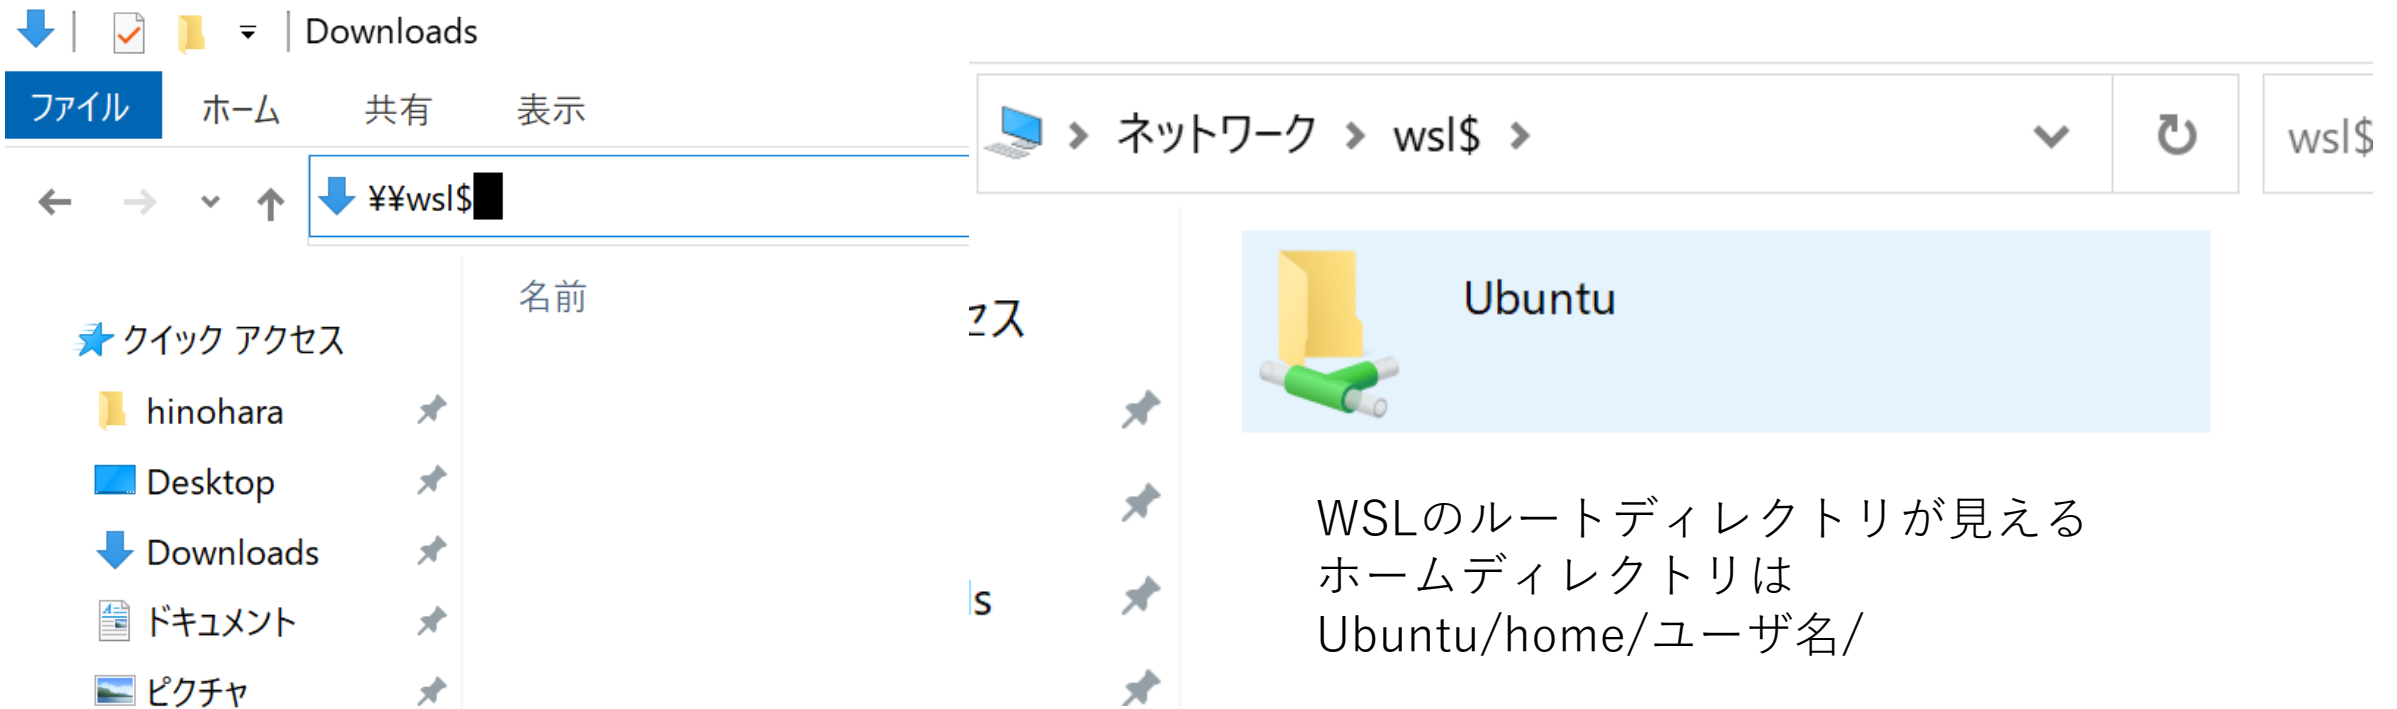 Downloads
ファイル ホーム 共有 表示
¥¥wsl$
名前
クイック アクセス
hinohara
Desktop
Downloads
ドキュメント
ピクチャ
ネットワーク wsl$
wsl$
セス
ls
Ubuntu
WSLのルートディレクトリが見える
ホームディレクトリは
Ubuntu/home/ユーザ名/